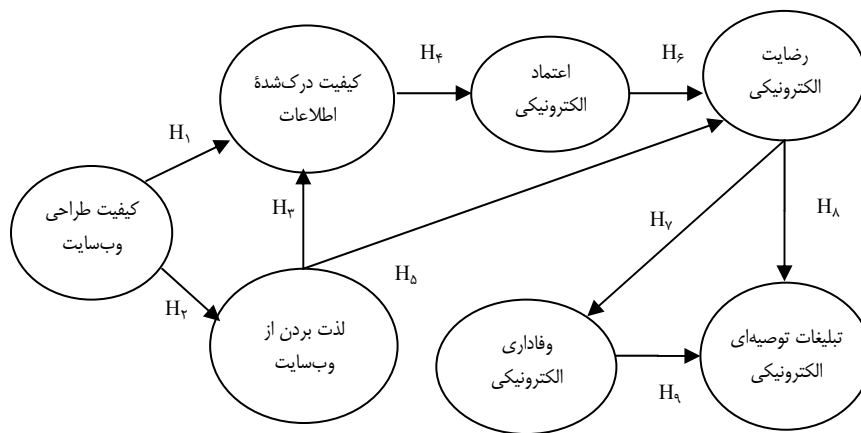 رضایت
الکترونیکی
H۶
اعتماد
الکترونیکی
H۴
کیفیت درک‌شدهٔ
اطلاعات
H۱
کیفیت طراحی
وب‌سایت
H۳
H۲
لذت بردن از
وب‌سایت
H۵
H۷
H۸
وفاداری
الکترونیکی
H۹
تبلیغات توصیه‌ای
الکترونیکی